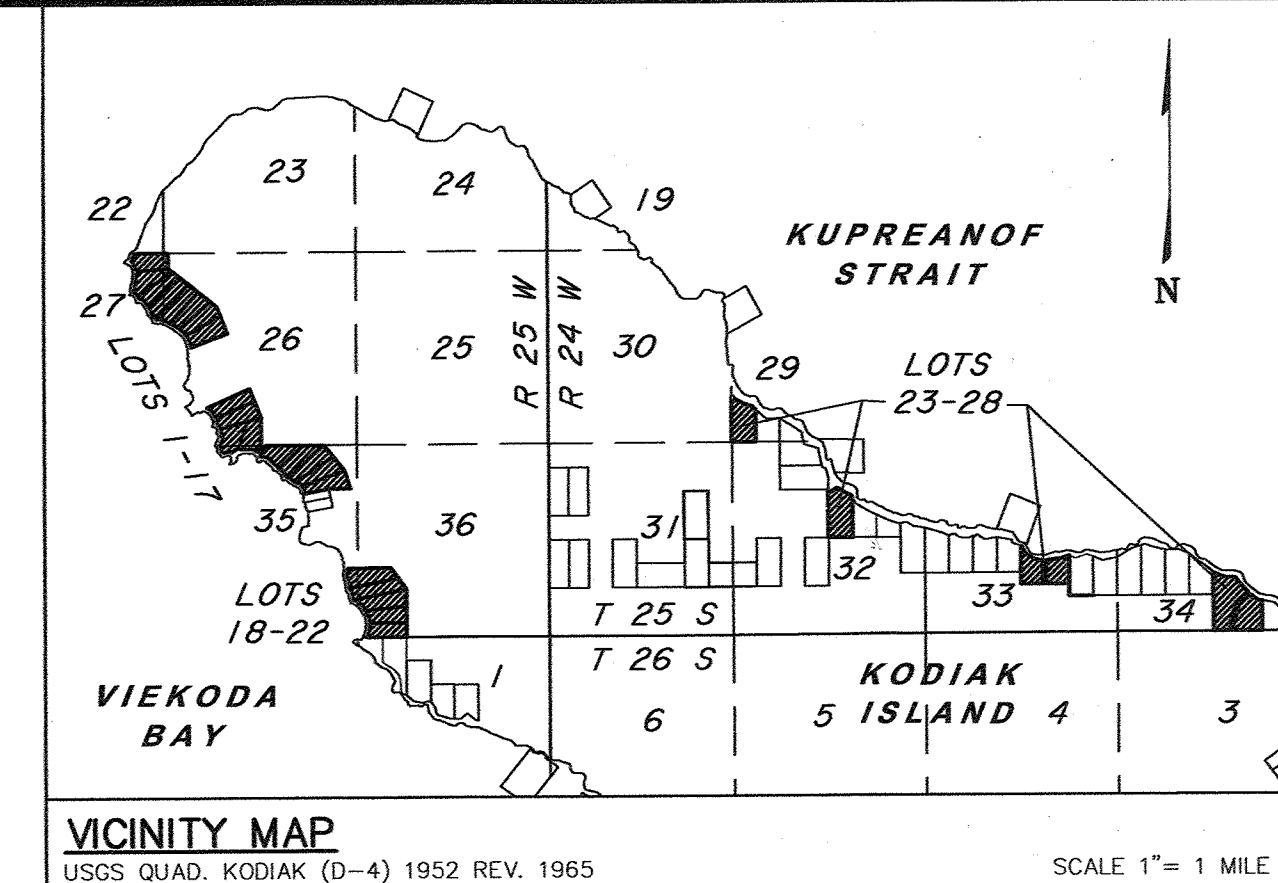 23
24
19
22
KUPREANOF
STRAIT
N
27
26
25
R 25 W
R 24 W
30
29
LOTS
23-28
LOTS 1-17
35
36
31
32
33
34
LOTS
18-22
T 25 S
T 26 S
1
6
5
4
3
KODIAK
ISLAND
VIEKODA
BAY
VICINITY MAP
USGS QUAD. KODIAK (D-4) 1952 REV. 1965
SCALE 1"= 1 MILE